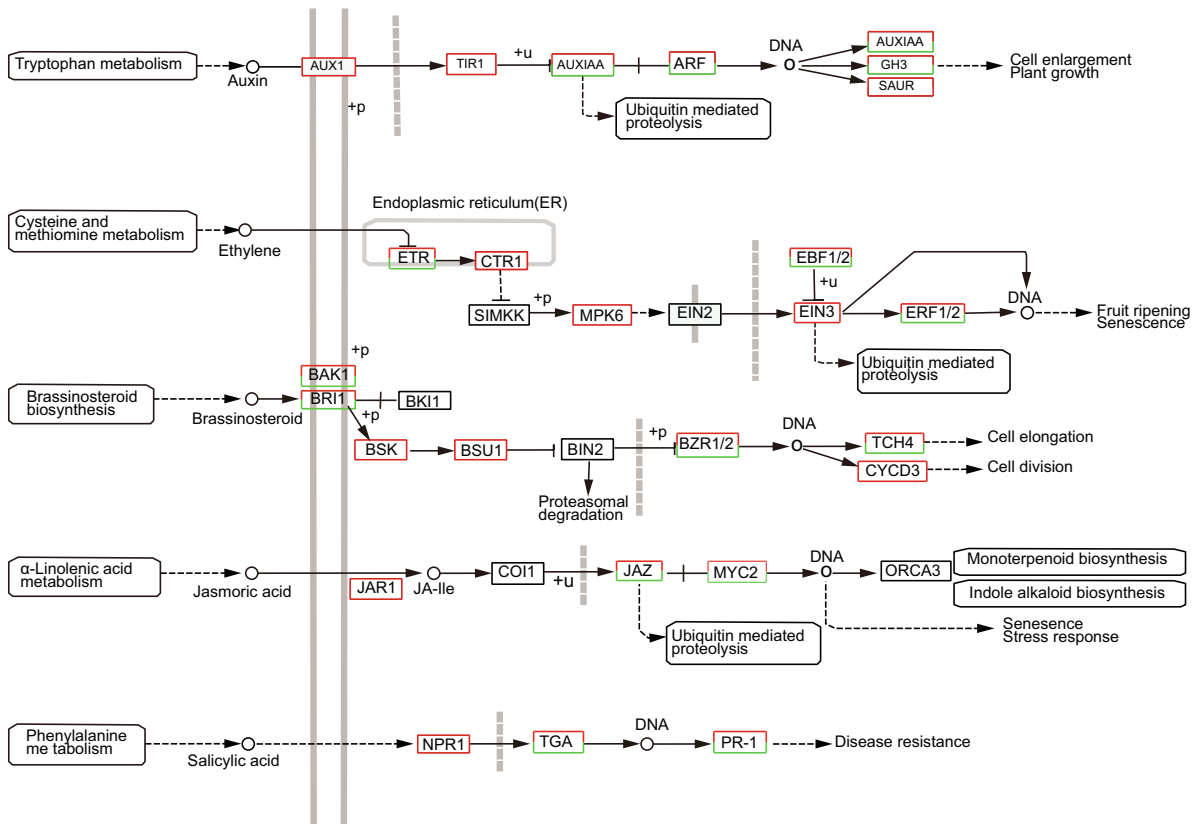 Tryptophan metabolism
Auxin
AUX1
+p
TIR1
+u
AUXIAA
ARF
DNA
O
AUXIAA
GH3
SAUR
Cell enlargement
Plant growth
Ubiquitin mediated
proteolysis
Cysteine and
methiomine metabolism
Ethylene
Endoplasmic reticulum(ER)
ETR
CTR1
SIMKK
+p
MPK6
EIN2
EBF1/2
+u
EIN3
ERF1/2
DNA
Fruit ripening
Senescence
Ubiquitin mediated
proteolysis
Brassinosteroid
biosynthesis
Brassinosteroid
+p
BAK1
BRI1
BKI1
+p
BSK
BSU1
BIN2
+p
BZR1/2
DNA
O
TCH4
CYCD3
Cell elongation
Cell division
Proteasomal
degradation
α-Linolenic acid
metabolism
Jasmoric acid
JAR1
JA-Ile
COI1
+u
JAZ
MYC2
DNA
O
ORCA3
Monoterpenoid biosynthesis
Indole alkaloid biosynthesis
Senesence
Stress response
Ubiquitin mediated
proteolysis
Phenylalanine
me tabolism
Salicylic acid
NPR1
TGA
DNA
PR-1
Disease resistance